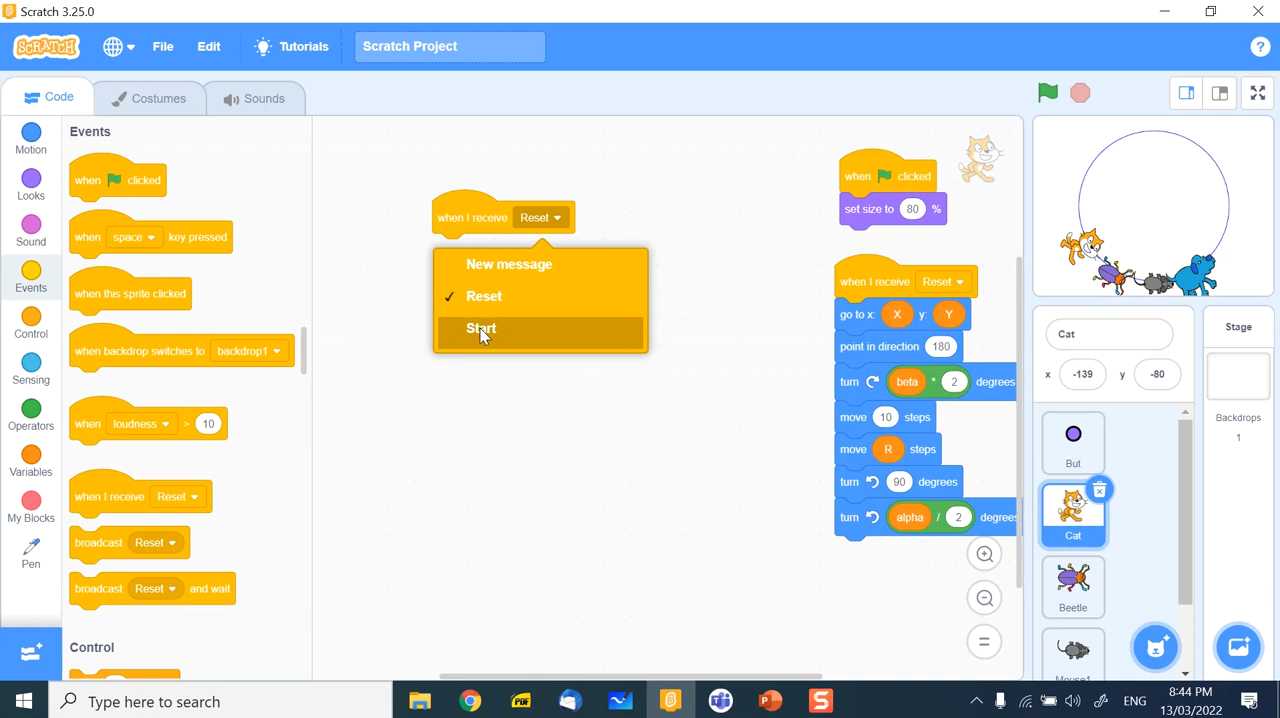 Scratch 3.25.0
SCRATCH
File
Edit
Tutorials
Scratch Project
?
Code
Costumes
Sounds
Motion
Looks
Sound
Events
Control
Sensing
Operators
Variables
My Blocks
Pen
Events
when clicked
when space key pressed
when this sprite clicked
when backdrop switches to backdrop1
when loudness > 10
when I receive Reset
broadcast Reset
broadcast Reset and wait
Control
when I receive Reset
New message
✓ Reset
Start
when clicked
set size to 80 %
when I receive Reset
go to x: X y: Y
point in direction 180
turn beta * 2 degrees
move 10 steps
move R steps
turn 90 degrees
turn alpha / 2 degrees
Cat
x -139 y -80
Stage
Backdrops
1
But
Cat
Beetle
Mouse1
Type here to search
PDF
P
S
ENG
8:44 PM
13/03/2022